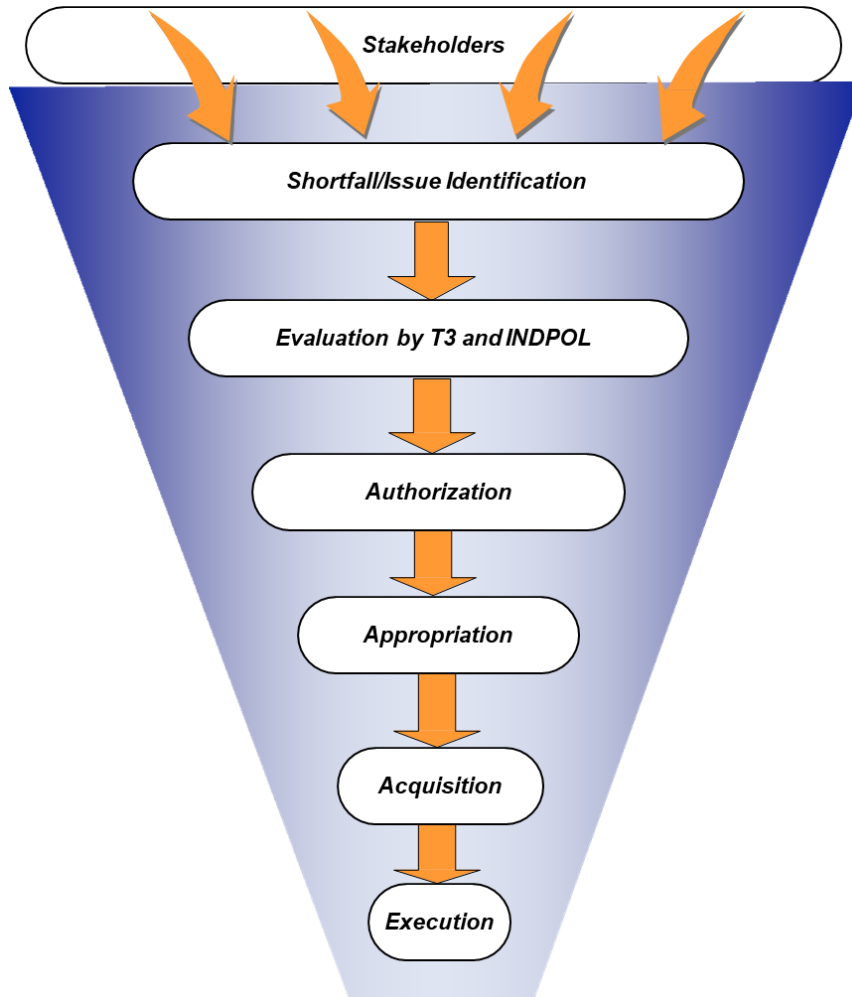 Stakeholders
Shortfall/Issue Identification
Evaluation by T3 and INDPOL
Authorization
Appropriation
Acquisition
Execution